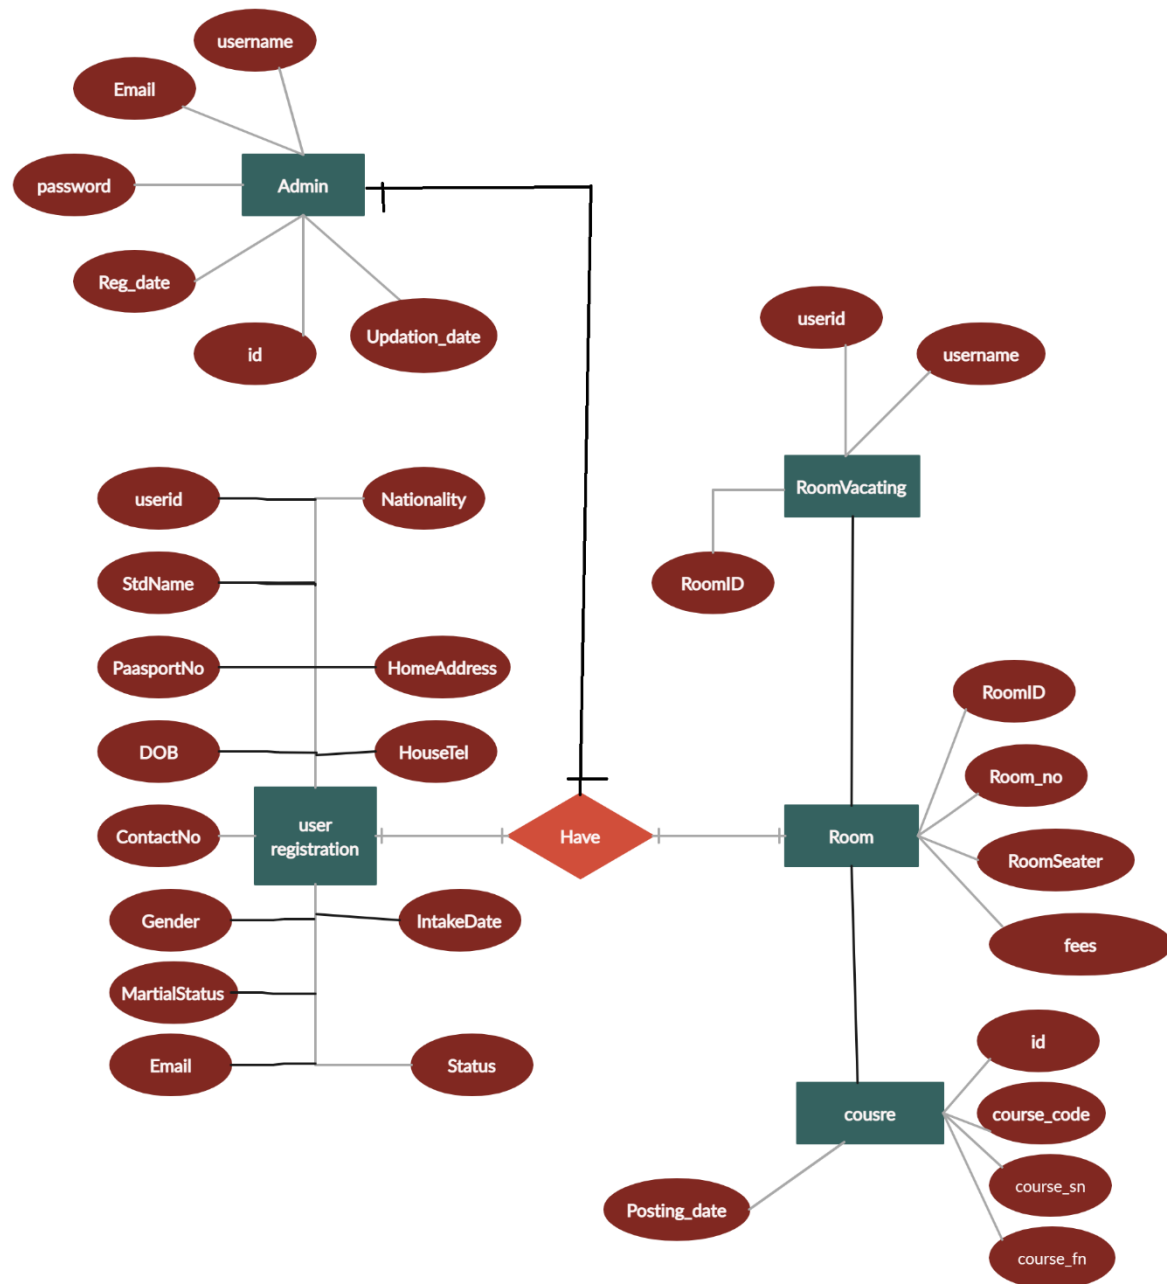 username
Email
password
Admin
Reg_date
id
Updation_date
userid
username
RoomVacating
RoomID
userid
Nationality
StdName
PaasportNo
HomeAddress
DOB
HouseTel
ContactNo
user
registration
Have
Room
RoomID
Room_no
RoomSeater
fees
Gender
IntakeDate
MartialStatus
Email
Status
id
course_code
cousre
course_sn
Posting_date
course_fn